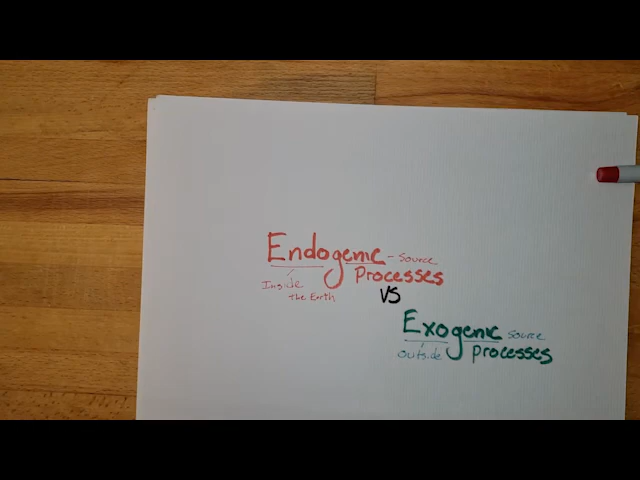 Endogenic - Source
Processes
Inside
The Earth
VS
Exogenic Source
outside Processes